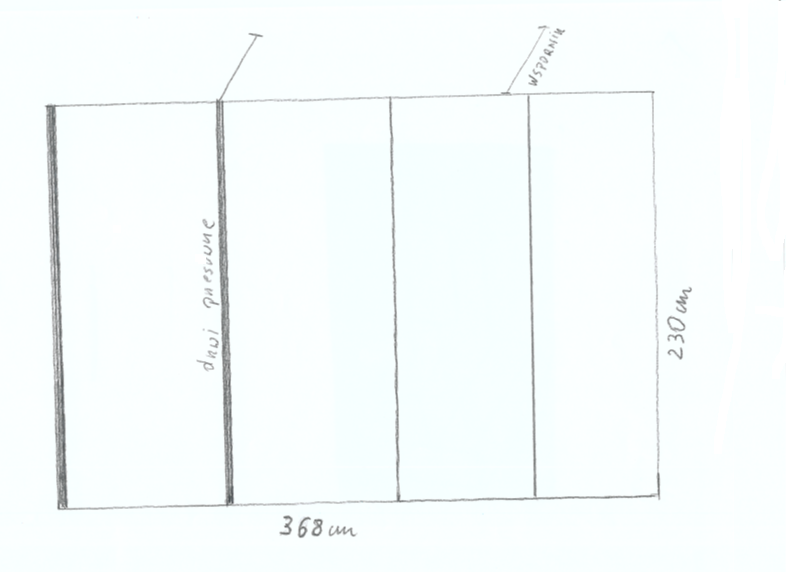 WSPORNIK
drzwi przesuwne
230 cm
368 cm